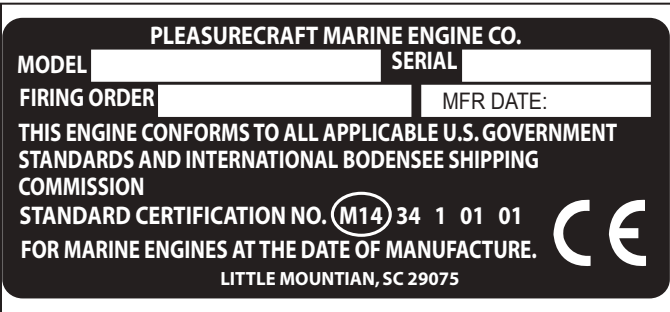 PLEASURECRAFT MARINE ENGINE CO.
MODEL SERIAL
FIRING ORDER MFR DATE:
THIS ENGINE CONFORMS TO ALL APPLICABLE U.S. GOVERNMENT
STANDARDS AND INTERNATIONAL BODENSEE SHIPPING
COMMISSION
STANDARD CERTIFICATION NO. M14 34 1 01 01
FOR MARINE ENGINES AT THE DATE OF MANUFACTURE. CE
LITTLE MOUNTIAN, SC 29075